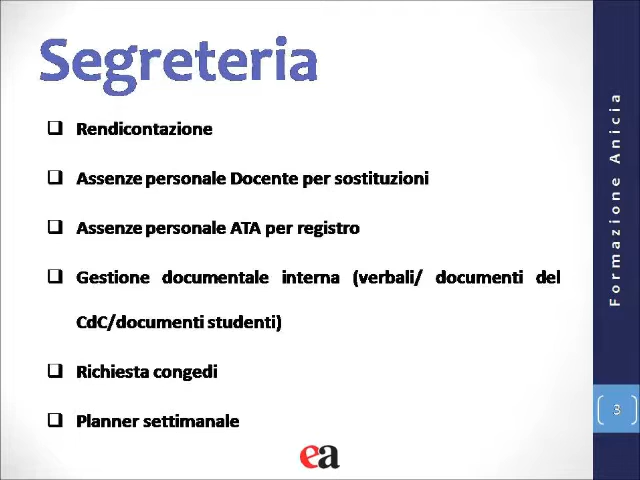 Segreteria
❑ Rendicontazione
❑ Assenze personale Docente per sostituzioni
❑ Assenze personale ATA per registro
❑ Gestione documentale interna (verbali/ documenti del
CdC/documenti studenti)
❑ Richiesta congedi
❑ Planner settimanale
Formazione Anicia
3
ea